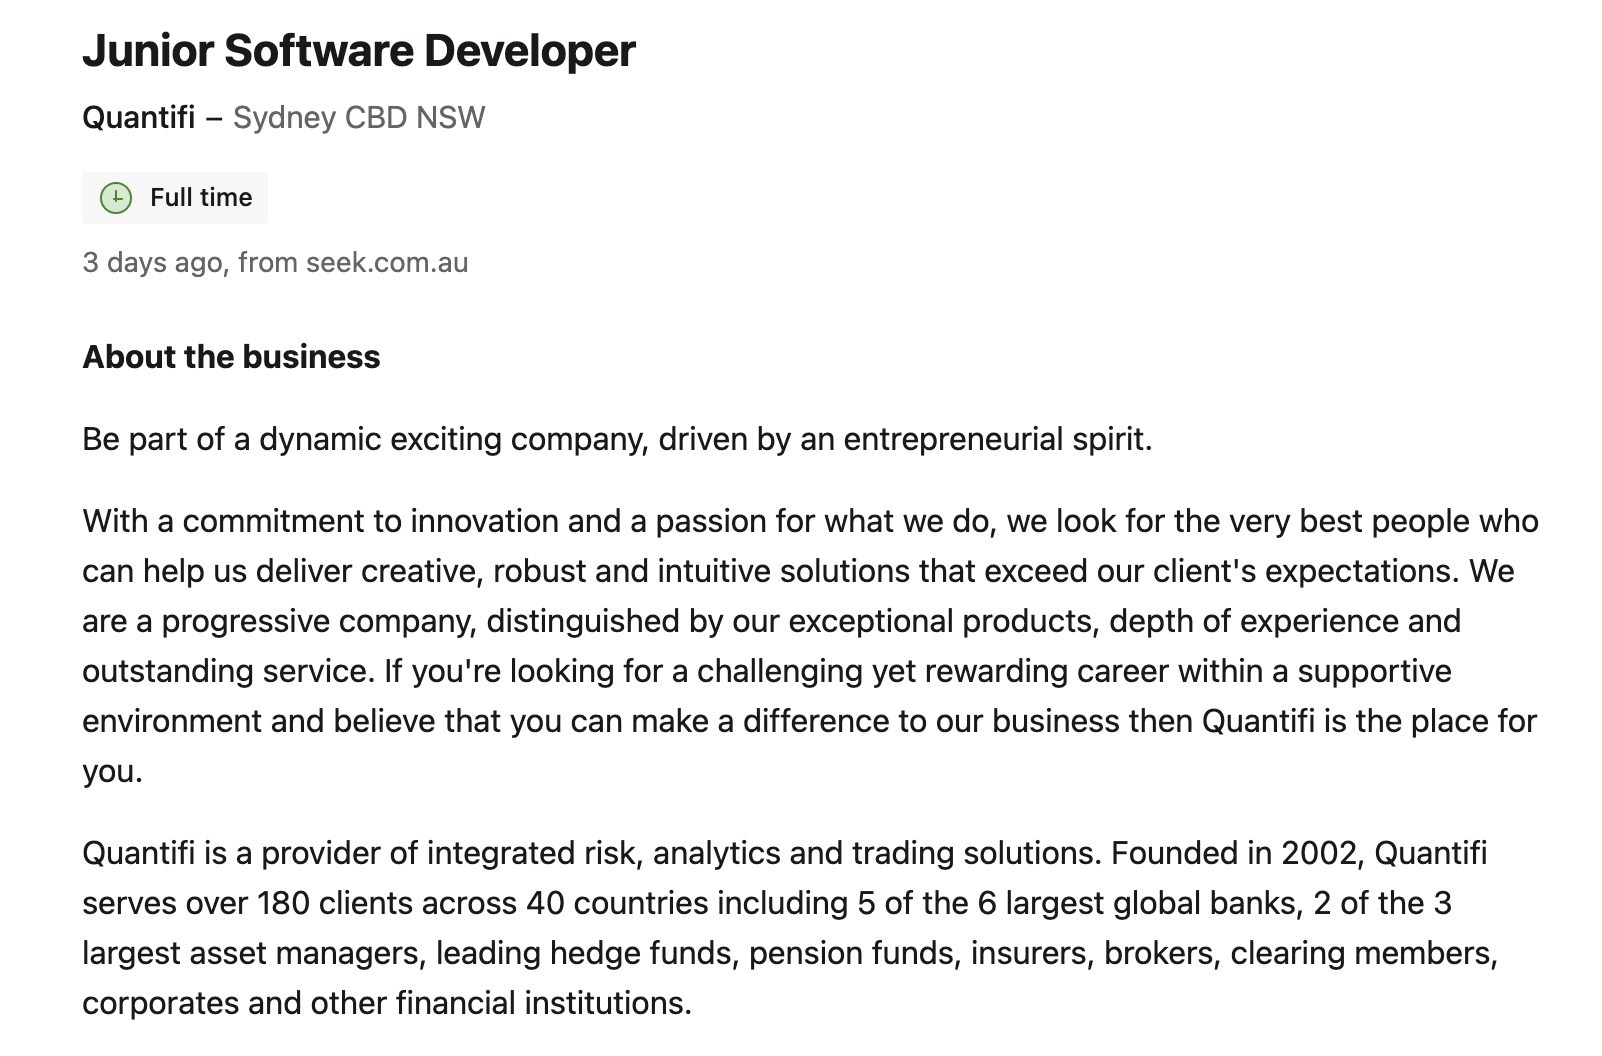 Junior Software Developer
Quantifi – Sydney CBD NSW
Full time
3 days ago, from seek.com.au
About the business
Be part of a dynamic exciting company, driven by an entrepreneurial spirit.
With a commitment to innovation and a passion for what we do, we look for the very best people who
can help us deliver creative, robust and intuitive solutions that exceed our client's expectations. We
are a progressive company, distinguished by our exceptional products, depth of experience and
outstanding service. If you're looking for a challenging yet rewarding career within a supportive
environment and believe that you can make a difference to our business then Quantifi is the place for
you.
Quantifi is a provider of integrated risk, analytics and trading solutions. Founded in 2002, Quantifi
serves over 180 clients across 40 countries including 5 of the 6 largest global banks, 2 of the 3
largest asset managers, leading hedge funds, pension funds, insurers, brokers, clearing members,
corporates and other financial institutions.